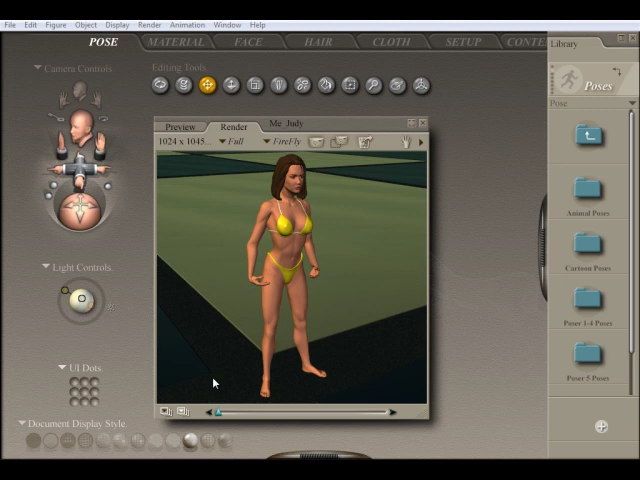 File Edit Figure Object Display Render Animation Window Help
POSE MATERIAL FACE HAIR CLOTH SETUP CONTE
Library
Camera Controls
Editing Tools
Poses
Pose
Preview Render Me_Judy
1024 x 1045... Full FireFly
Animal Poses
Cartoon Poses
Light Controls
Poser 1-4 Poses
UI Dots
Poser 5 Poses
Document Display Style